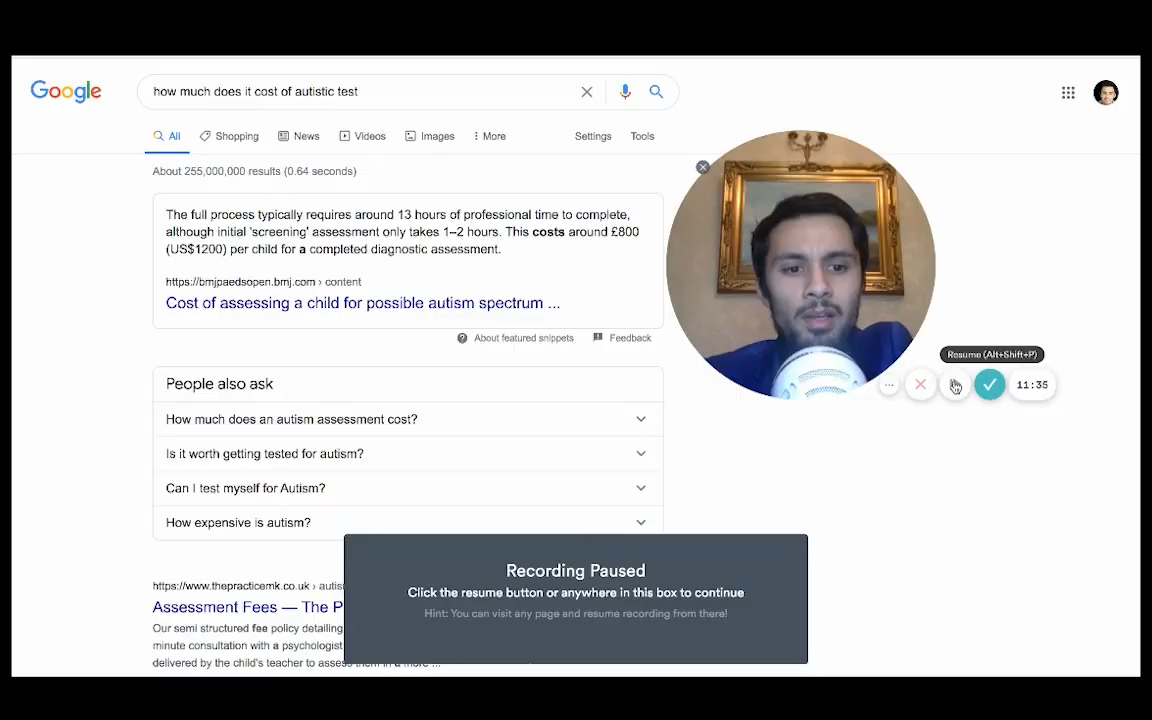 Google
how much does it cost of autistic test
All Shopping News Videos Images More Settings Tools
About 255,000,000 results (0.64 seconds)
The full process typically requires around 13 hours of professional time to complete,
although initial 'screening' assessment only takes 1–2 hours. This costs around £800
(US$1200) per child for a completed diagnostic assessment.
https://bmjpaedsopen.bmj.com › content
Cost of assessing a child for possible autism spectrum ...
About featured snippets Feedback
Resume (Alt+Shift+P)
11:35
People also ask
How much does an autism assessment cost?
Is it worth getting tested for autism?
Can I test myself for Autism?
How expensive is autism?
Recording Paused
Click the resume button or anywhere in this box to continue
Hint: You can visit any page and resume recording from there!
https://www.thepracticemk.co.uk › autis
Assessment Fees — The P
Our semi structured fee policy detailing
minute consultation with a psychologist
delivered by the child's teacher to assess them in a more ...